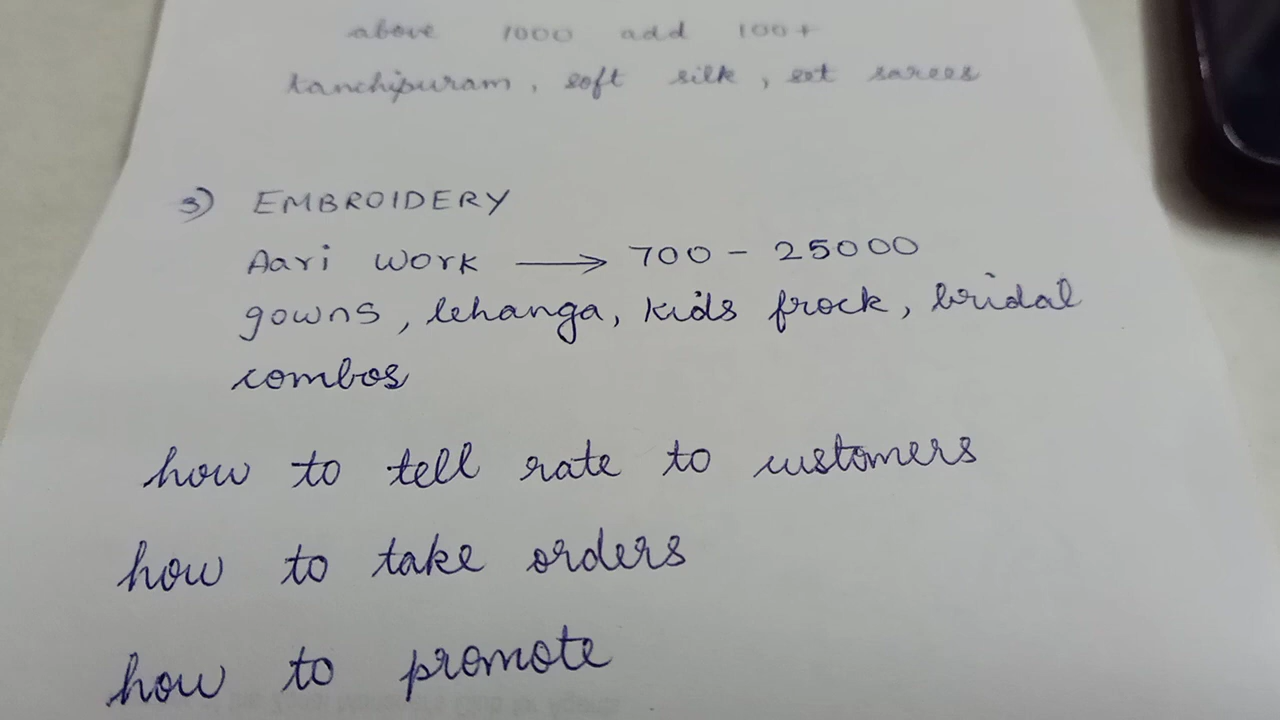 above 1000 add 100+
kanchipuram, soft silk, set sarees
3) EMBROIDERY
Aari work → 700 - 25000
gowns, lehanga, kids frock, bridal
combos
how to tell rate to customers
how to take orders
how to promote